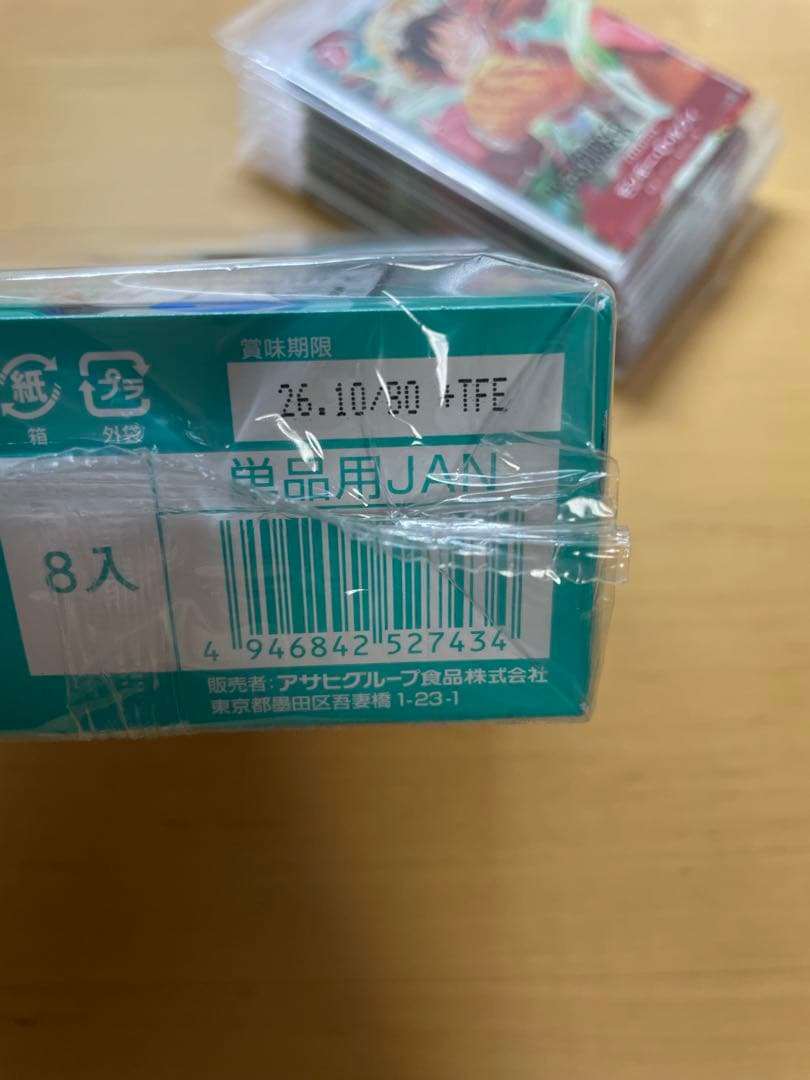 賞味期限
26.10/B0 +TFE
紙
プラ
箱
外袋
単品用JAN
8入
4 946842 527434
販売者:アサヒグループ食品株式会社
東京都墨田区吾妻橋1-23-1